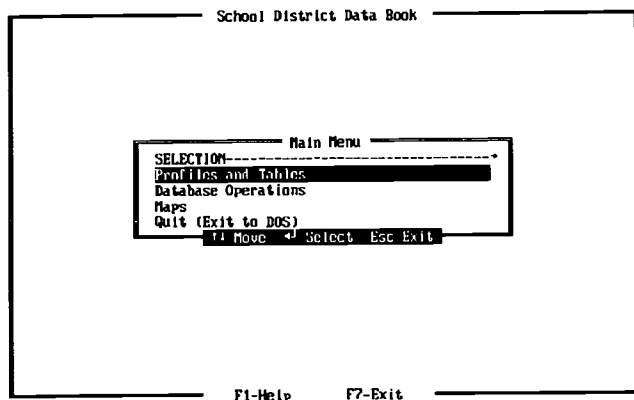 School District Data Book
Main Menu
SELECTION
Profiles and Tables
Database Operations
Maps
Quit (Exit to DOS)
↑↓ Move ↵ Select Esc Exit
F1-Help F7-Exit